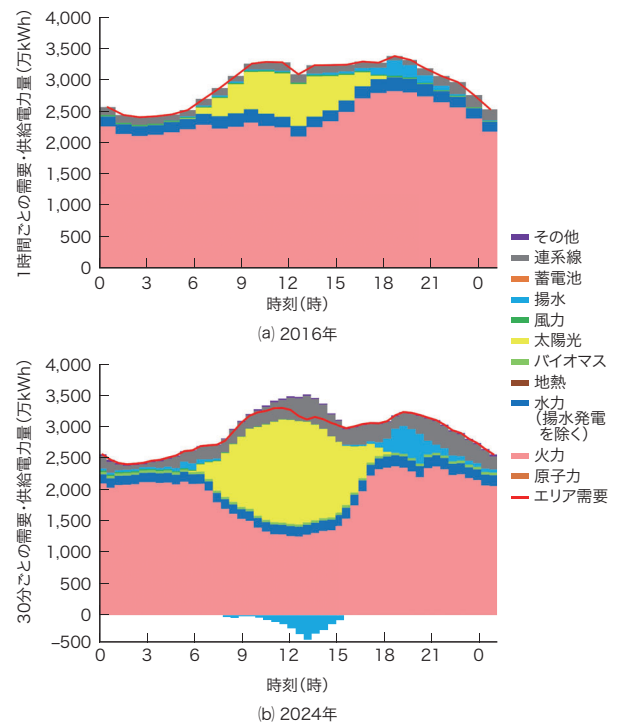 1時間ごとの需要・供給電力量（万kWh）
4,000
3,500
3,000
2,500
2,000
1,500
1,000
500
0
0 3 6 9 12 15 18 21 0
時刻（時）
(a) 2016年
30分ごとの需要・供給電力量（万kWh）
4,000
3,500
3,000
2,500
2,000
1,500
1,000
500
0
−500
0 3 6 9 12 15 18 21 0
時刻（時）
(b) 2024年
その他
連系線
蓄電池
揚水
風力
太陽光
バイオマス
地熱
水力
（揚水発電
を除く）
火力
原子力
エリア需要